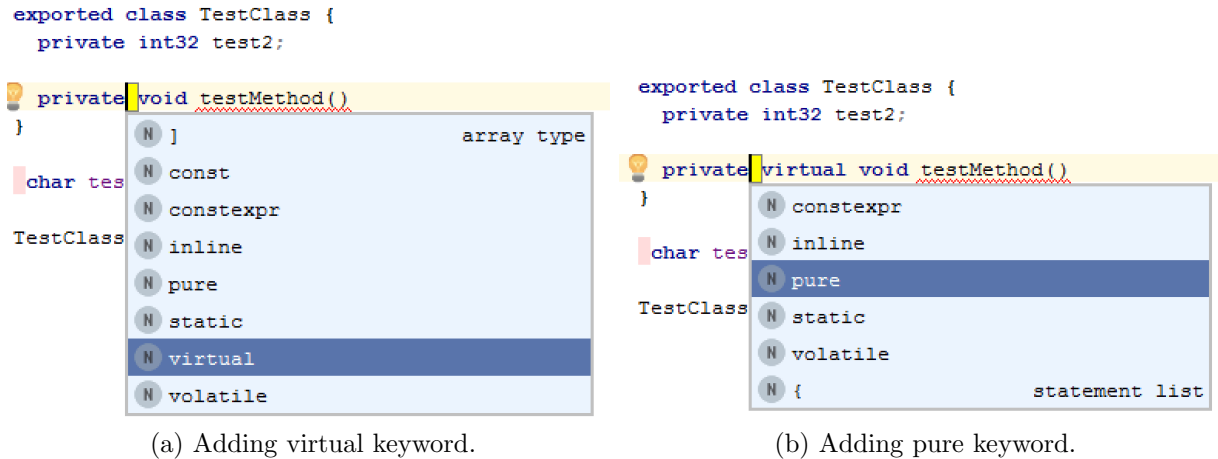 exported class TestClass {
private int32 test2;
private void testMethod()
}
N ] array type
char tes
N const
N constexpr
TestClass
N inline
N pure
N static
N virtual
N volatile
(a) Adding virtual keyword.
exported class TestClass {
private int32 test2;
private virtual void testMethod()
}
N constexpr
char tes
N inline
N pure
TestClass
N static
N volatile
N { statement list
(b) Adding pure keyword.